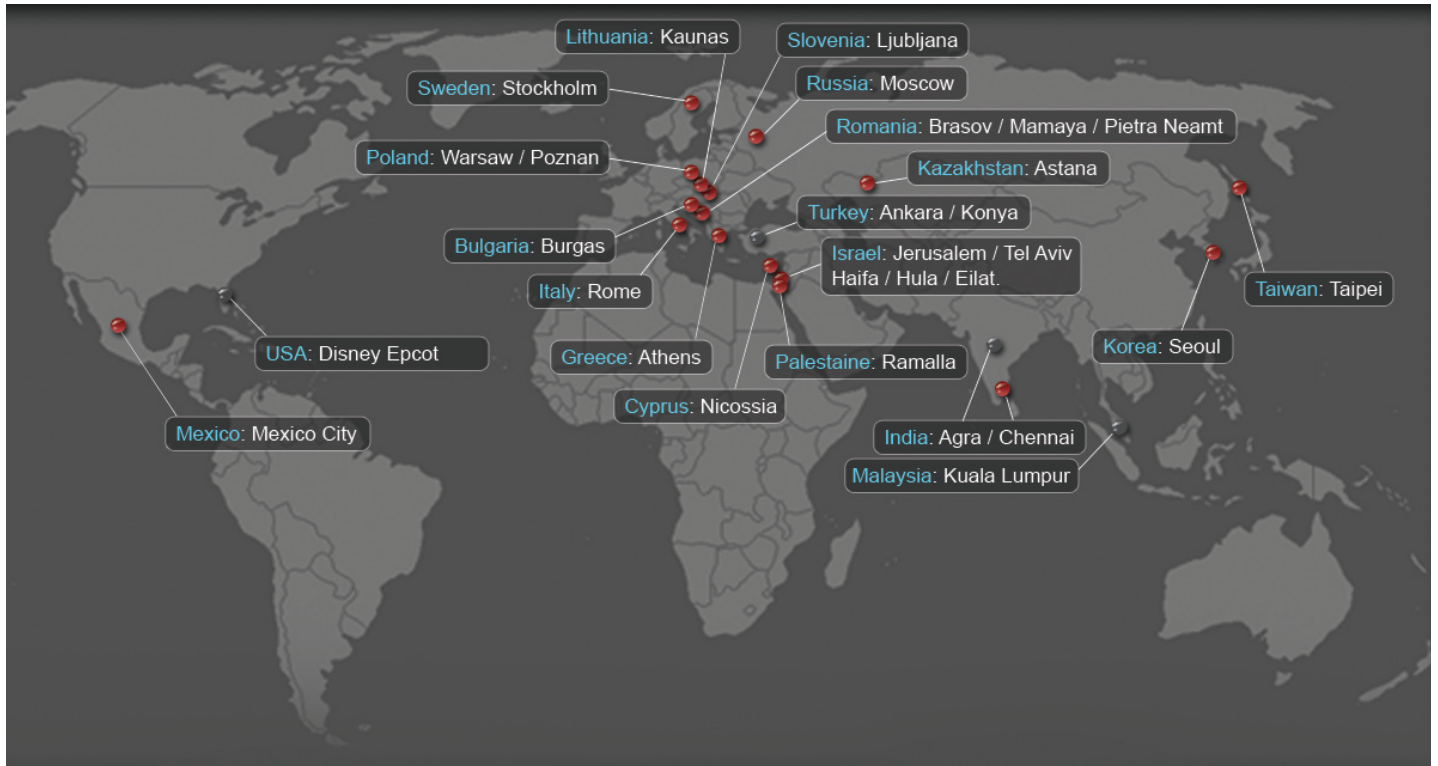 Lithuania: Kaunas
Slovenia: Ljubljana
Sweden: Stockholm
Russia: Moscow
Romania: Brasov / Mamaya / Pietra Neamt
Poland: Warsaw / Poznan
Kazakhstan: Astana
Turkey: Ankara / Konya
Bulgaria: Burgas
Israel: Jerusalem / Tel Aviv
Haifa / Hula / Eilat.
Italy: Rome
Taiwan: Taipei
USA: Disney Epcot
Greece: Athens
Palestaine: Ramalla
Korea: Seoul
Cyprus: Nicossia
Mexico: Mexico City
India: Agra / Chennai
Malaysia: Kuala Lumpur